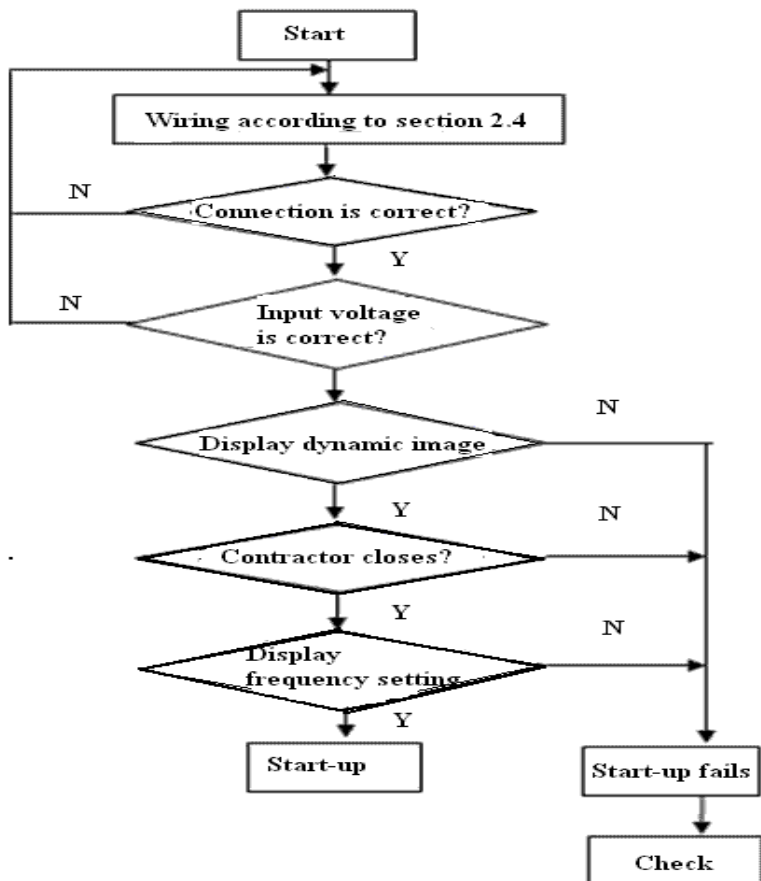 Start
Wiring according to section 2.4
N
Connection is correct?
Y
N
Input voltage
is correct?
N
Display dynamic image
Y
N
Contractor closes?
Y
N
Display
frequency setting
Y
Start-up
Start-up fails
Check